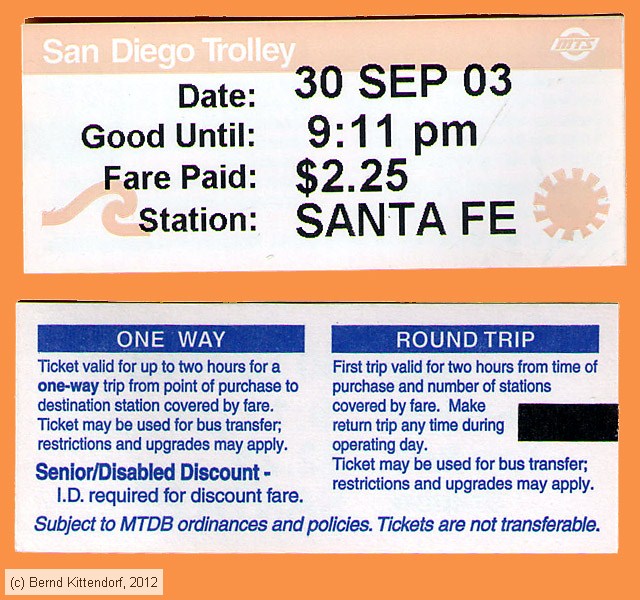 San Diego Trolley
MTS
Date: 30 SEP 03
Good Until: 9:11 pm
Fare Paid: $2.25
Station: SANTA FE
ONE WAY
Ticket valid for up to two hours for a
one-way trip from point of purchase to
destination station covered by fare.
Ticket may be used for bus transfer;
restrictions and upgrades may apply.
Senior/Disabled Discount -
I.D. required for discount fare.
ROUND TRIP
First trip valid for two hours from time of
purchase and number of stations
covered by fare. Make
return trip any time during
operating day.
Ticket may be used for bus transfer;
restrictions and upgrades may apply.
Subject to MTDB ordinances and policies. Tickets are not transferable.
(c) Bernd Kittendorf, 2012